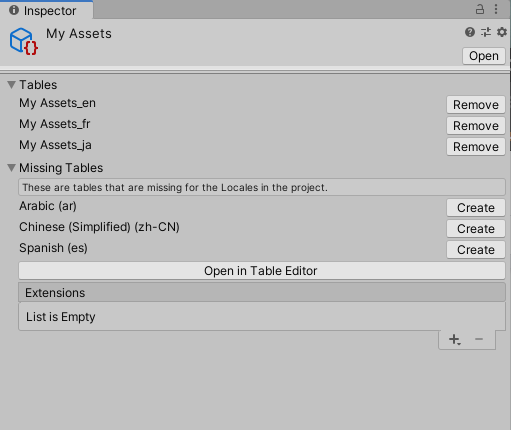 Inspector
My Assets
Open
Tables
My Assets_en Remove
My Assets_fr Remove
My Assets_ja Remove
Missing Tables
These are tables that are missing for the Locales in the project.
Arabic (ar) Create
Chinese (Simplified) (zh-CN) Create
Spanish (es) Create
Open in Table Editor
Extensions
List is Empty